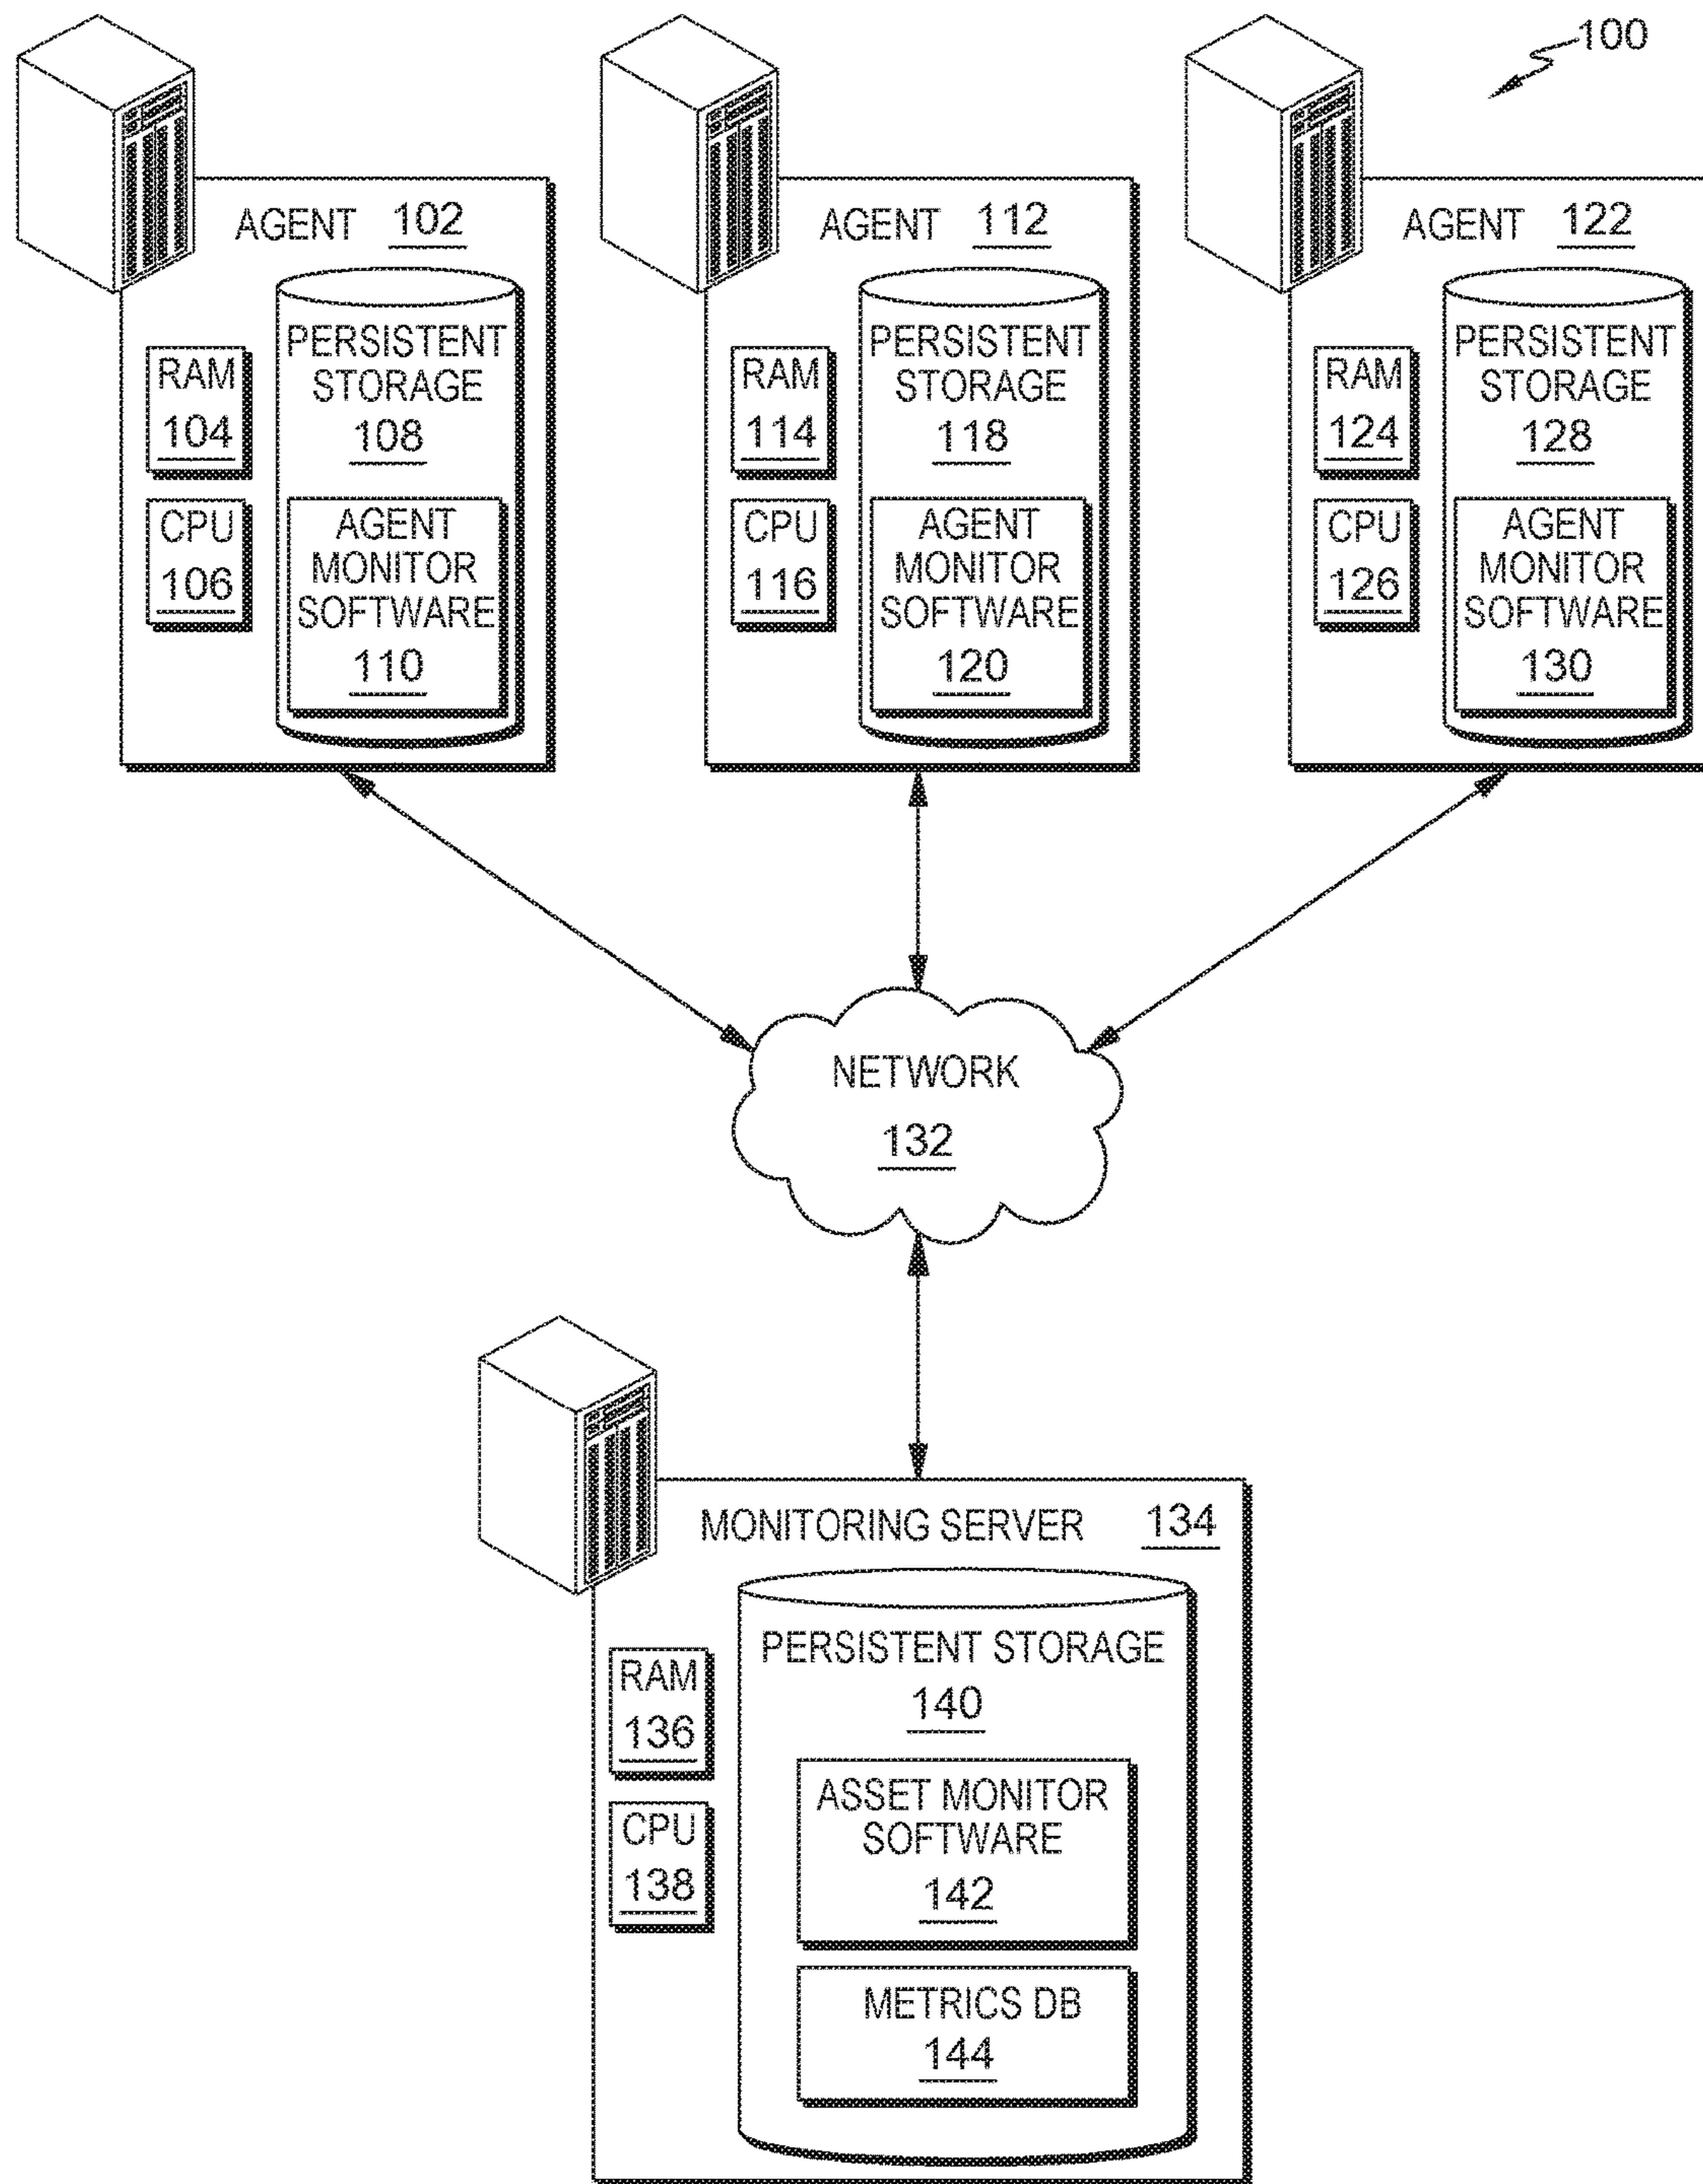 100
AGENT 102
PERSISTENT
STORAGE
108
RAM
104
CPU
106
AGENT
MONITOR
SOFTWARE
110
AGENT 112
PERSISTENT
STORAGE
118
RAM
114
CPU
116
AGENT
MONITOR
SOFTWARE
120
AGENT 122
PERSISTENT
STORAGE
128
RAM
124
CPU
126
AGENT
MONITOR
SOFTWARE
130
NETWORK
132
MONITORING SERVER 134
PERSISTENT STORAGE
140
RAM
136
CPU
138
ASSET MONITOR
SOFTWARE
142
METRICS DB
144